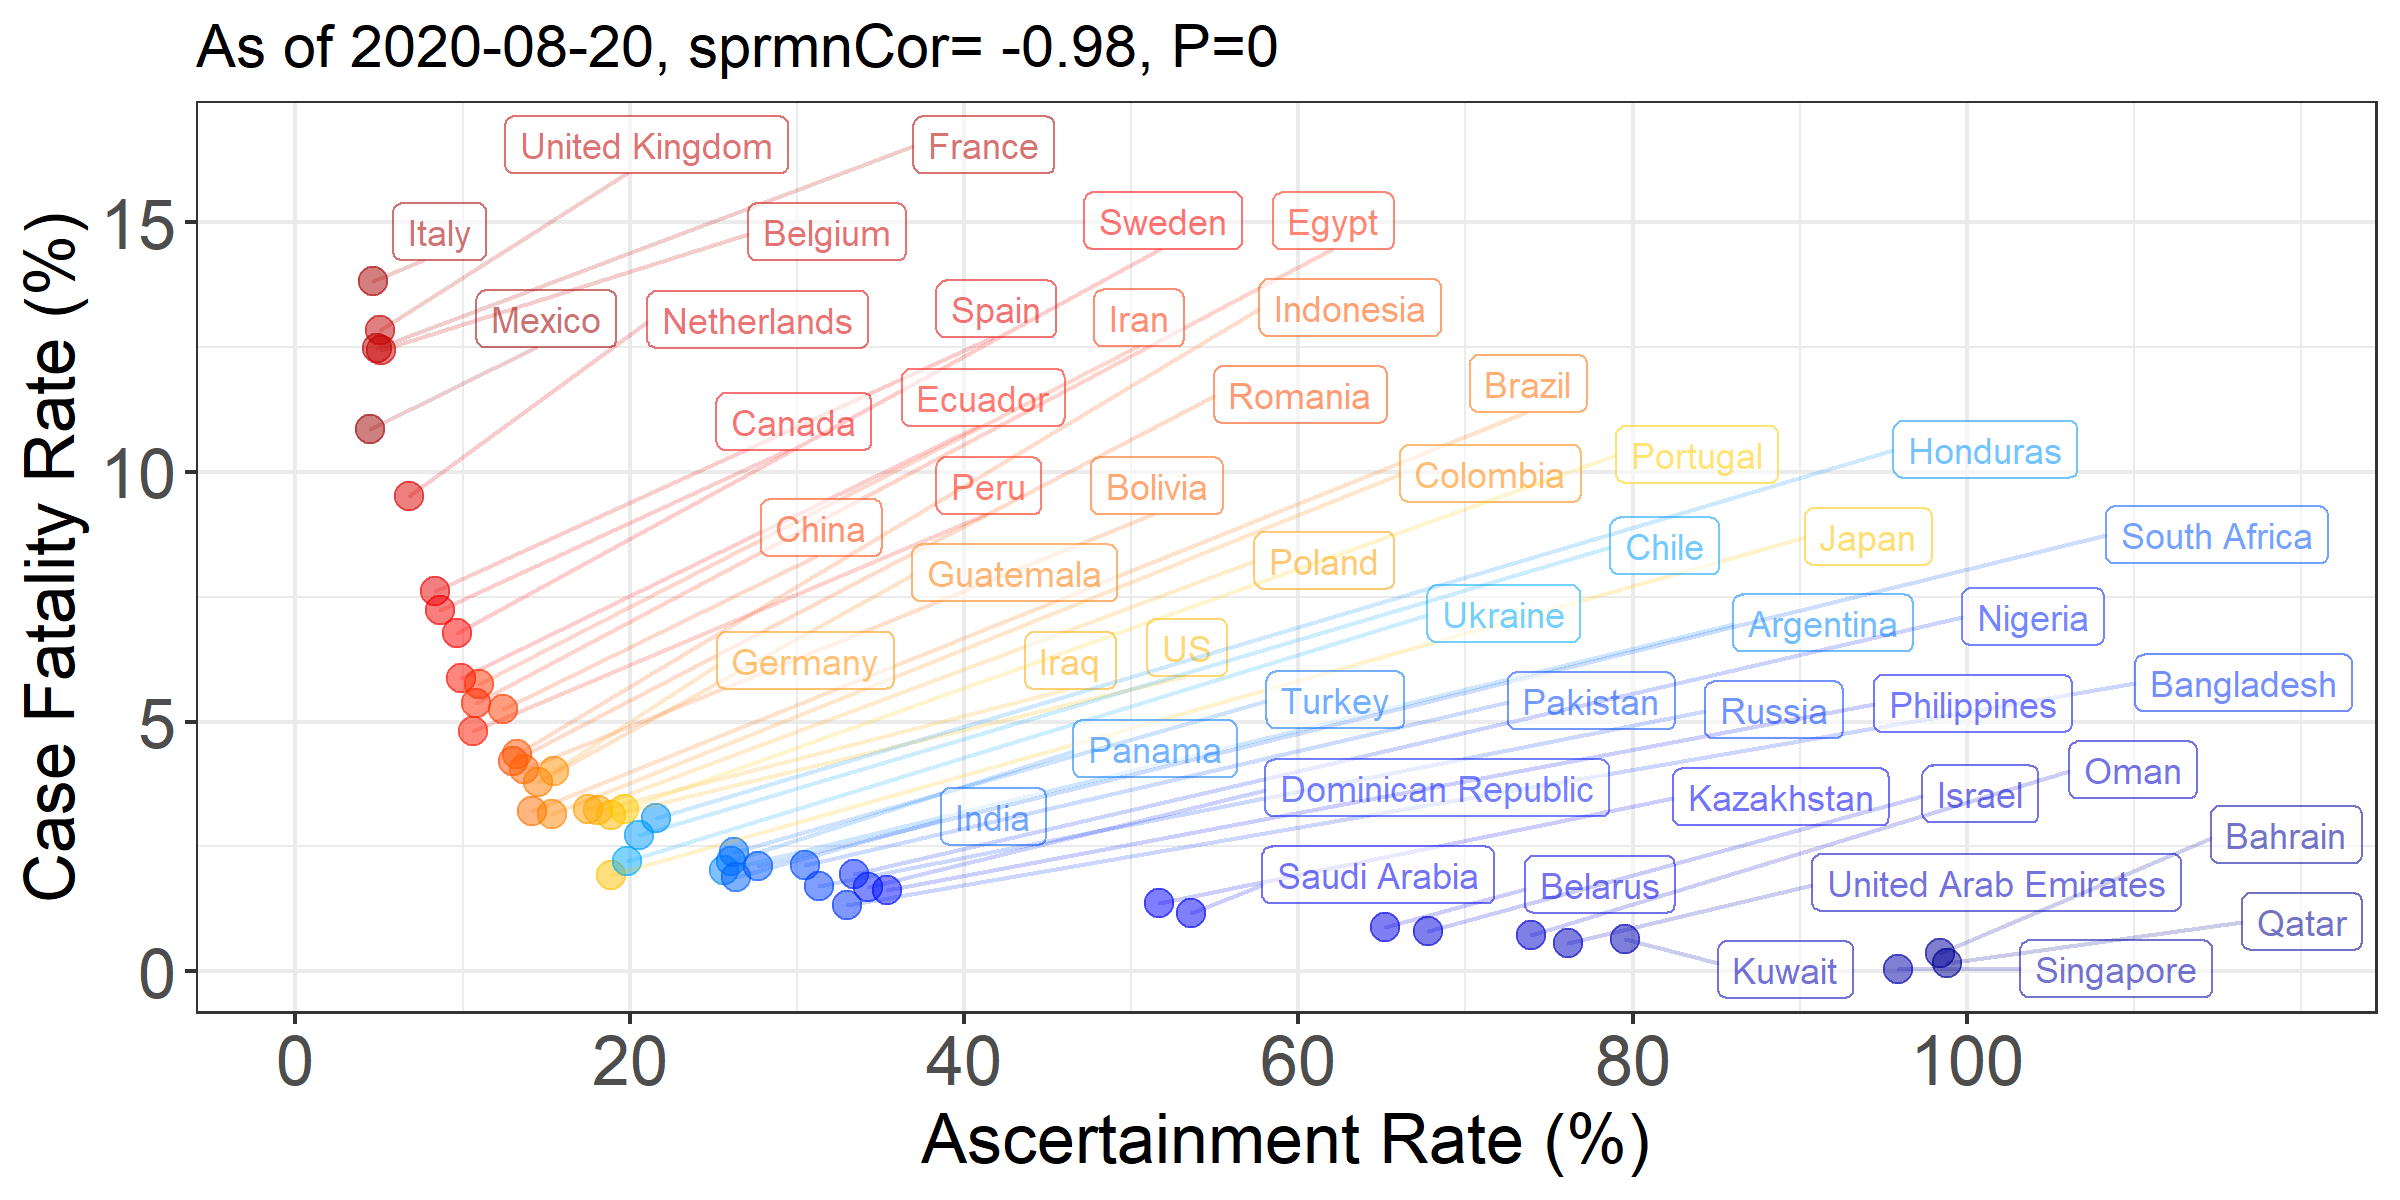 As of 2020-08-20, sprmnCor= -0.98, P=0
Case Fatality Rate (%)
15
10
5
0
United Kingdom
France
Italy
Belgium
Sweden
Egypt
Mexico
Netherlands
Spain
Iran
Indonesia
Canada
Ecuador
Romania
Brazil
Portugal
Honduras
China
Peru
Bolivia
Colombia
Japan
South Africa
Guatemala
Poland
Chile
Ukraine
Argentina
Nigeria
Germany
Iraq
US
Turkey
Pakistan
Russia
Philippines
Bangladesh
Panama
Dominican Republic
Kazakhstan
Israel
Oman
India
Bahrain
Saudi Arabia
Belarus
United Arab Emirates
Qatar
Kuwait
Singapore
0
20
40
60
80
100
Ascertainment Rate (%)